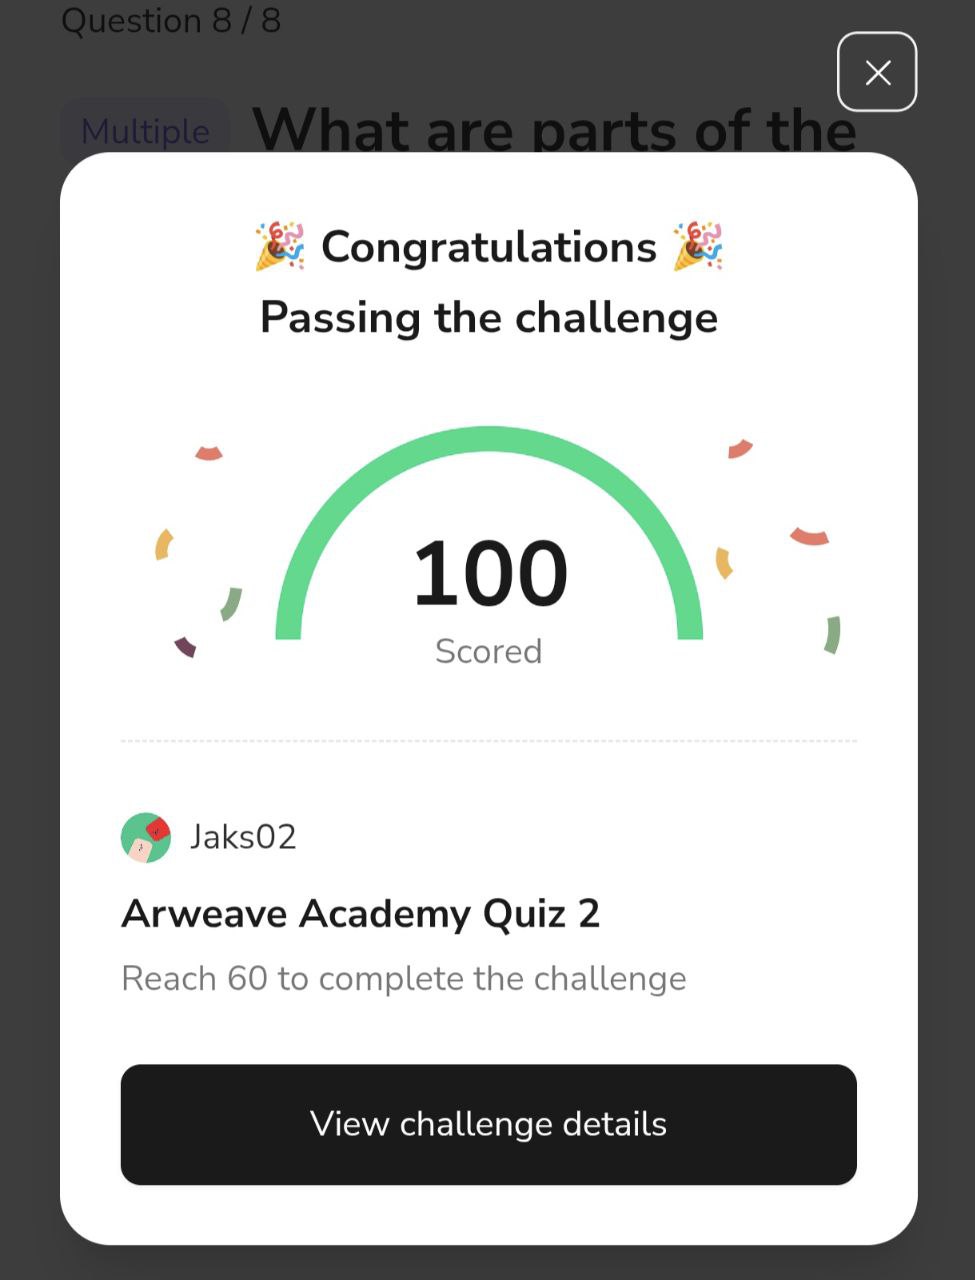 Question 8 / 8
Multiple What are parts of the
Congratulations
Passing the challenge
100
Scored
Jaks02
Arweave Academy Quiz 2
Reach 60 to complete the challenge
View challenge details